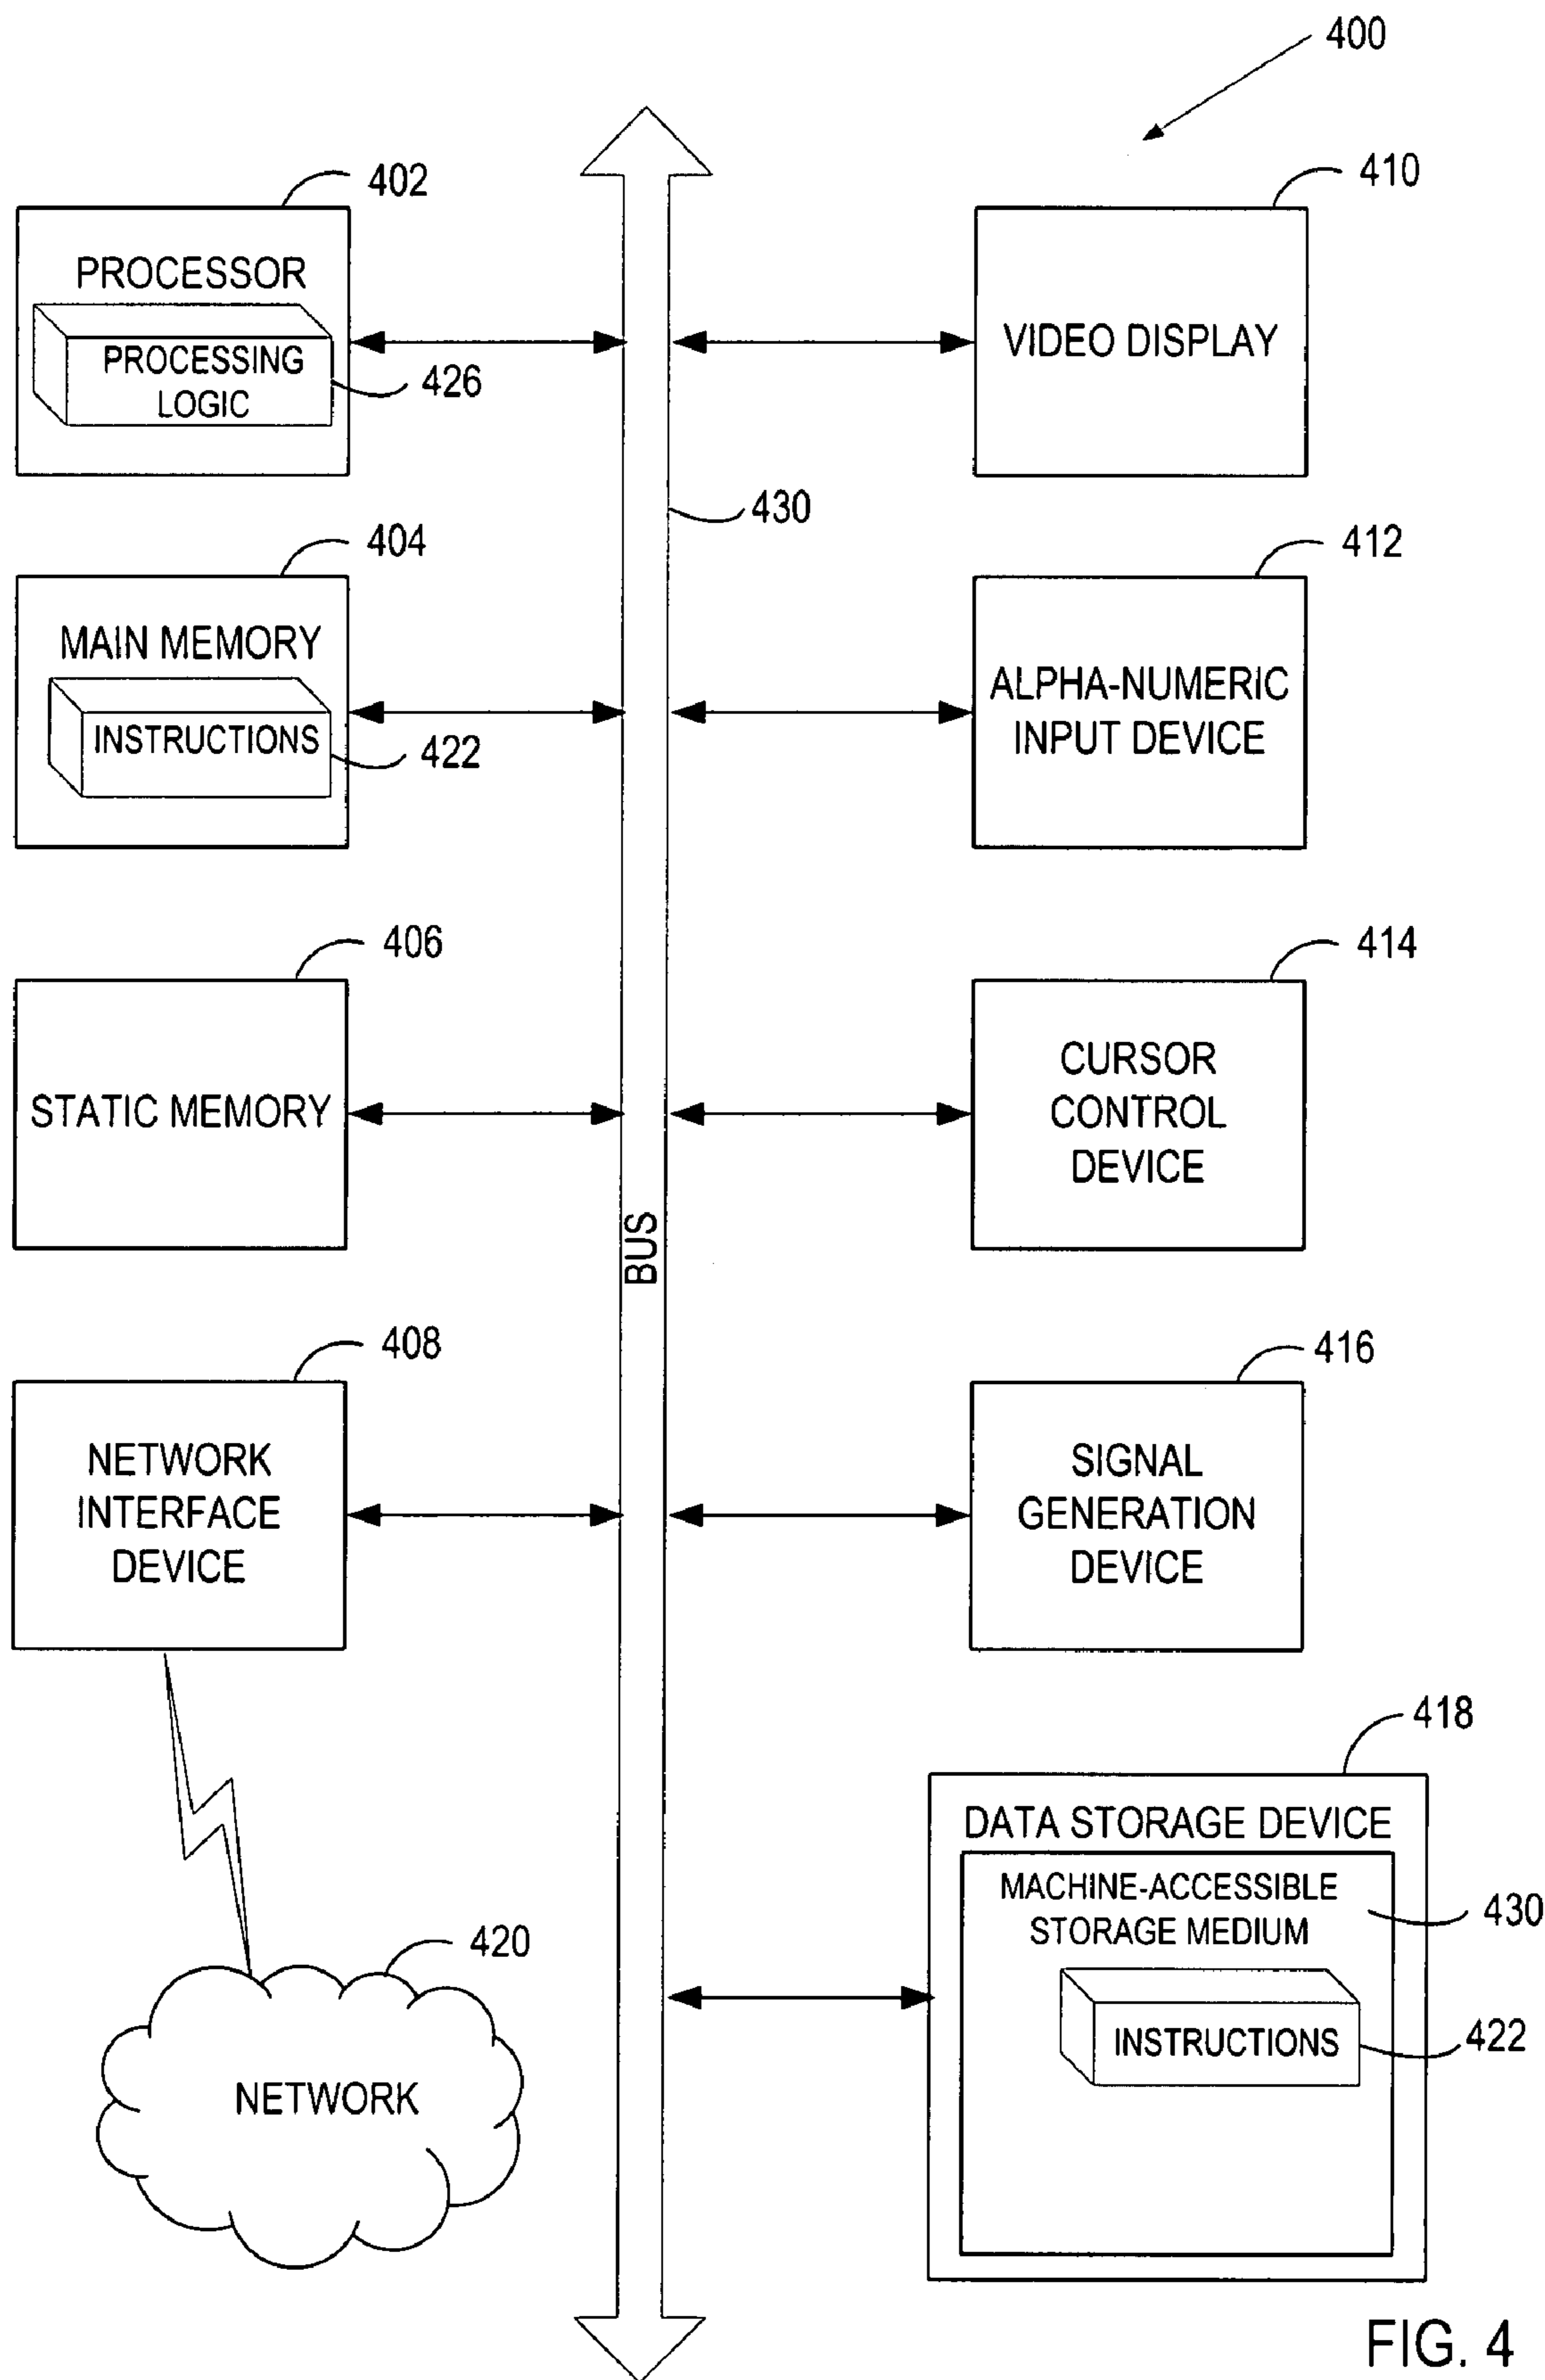 400
402
PROCESSOR
PROCESSING
LOGIC
426
410
VIDEO DISPLAY
430
404
MAIN MEMORY
INSTRUCTIONS
422
412
ALPHA-NUMERIC
INPUT DEVICE
406
STATIC MEMORY
414
CURSOR
CONTROL
DEVICE
BUS
408
NETWORK
INTERFACE
DEVICE
416
SIGNAL
GENERATION
DEVICE
418
DATA STORAGE DEVICE
MACHINE-ACCESSIBLE
STORAGE MEDIUM
430
INSTRUCTIONS
422
420
NETWORK
FIG. 4